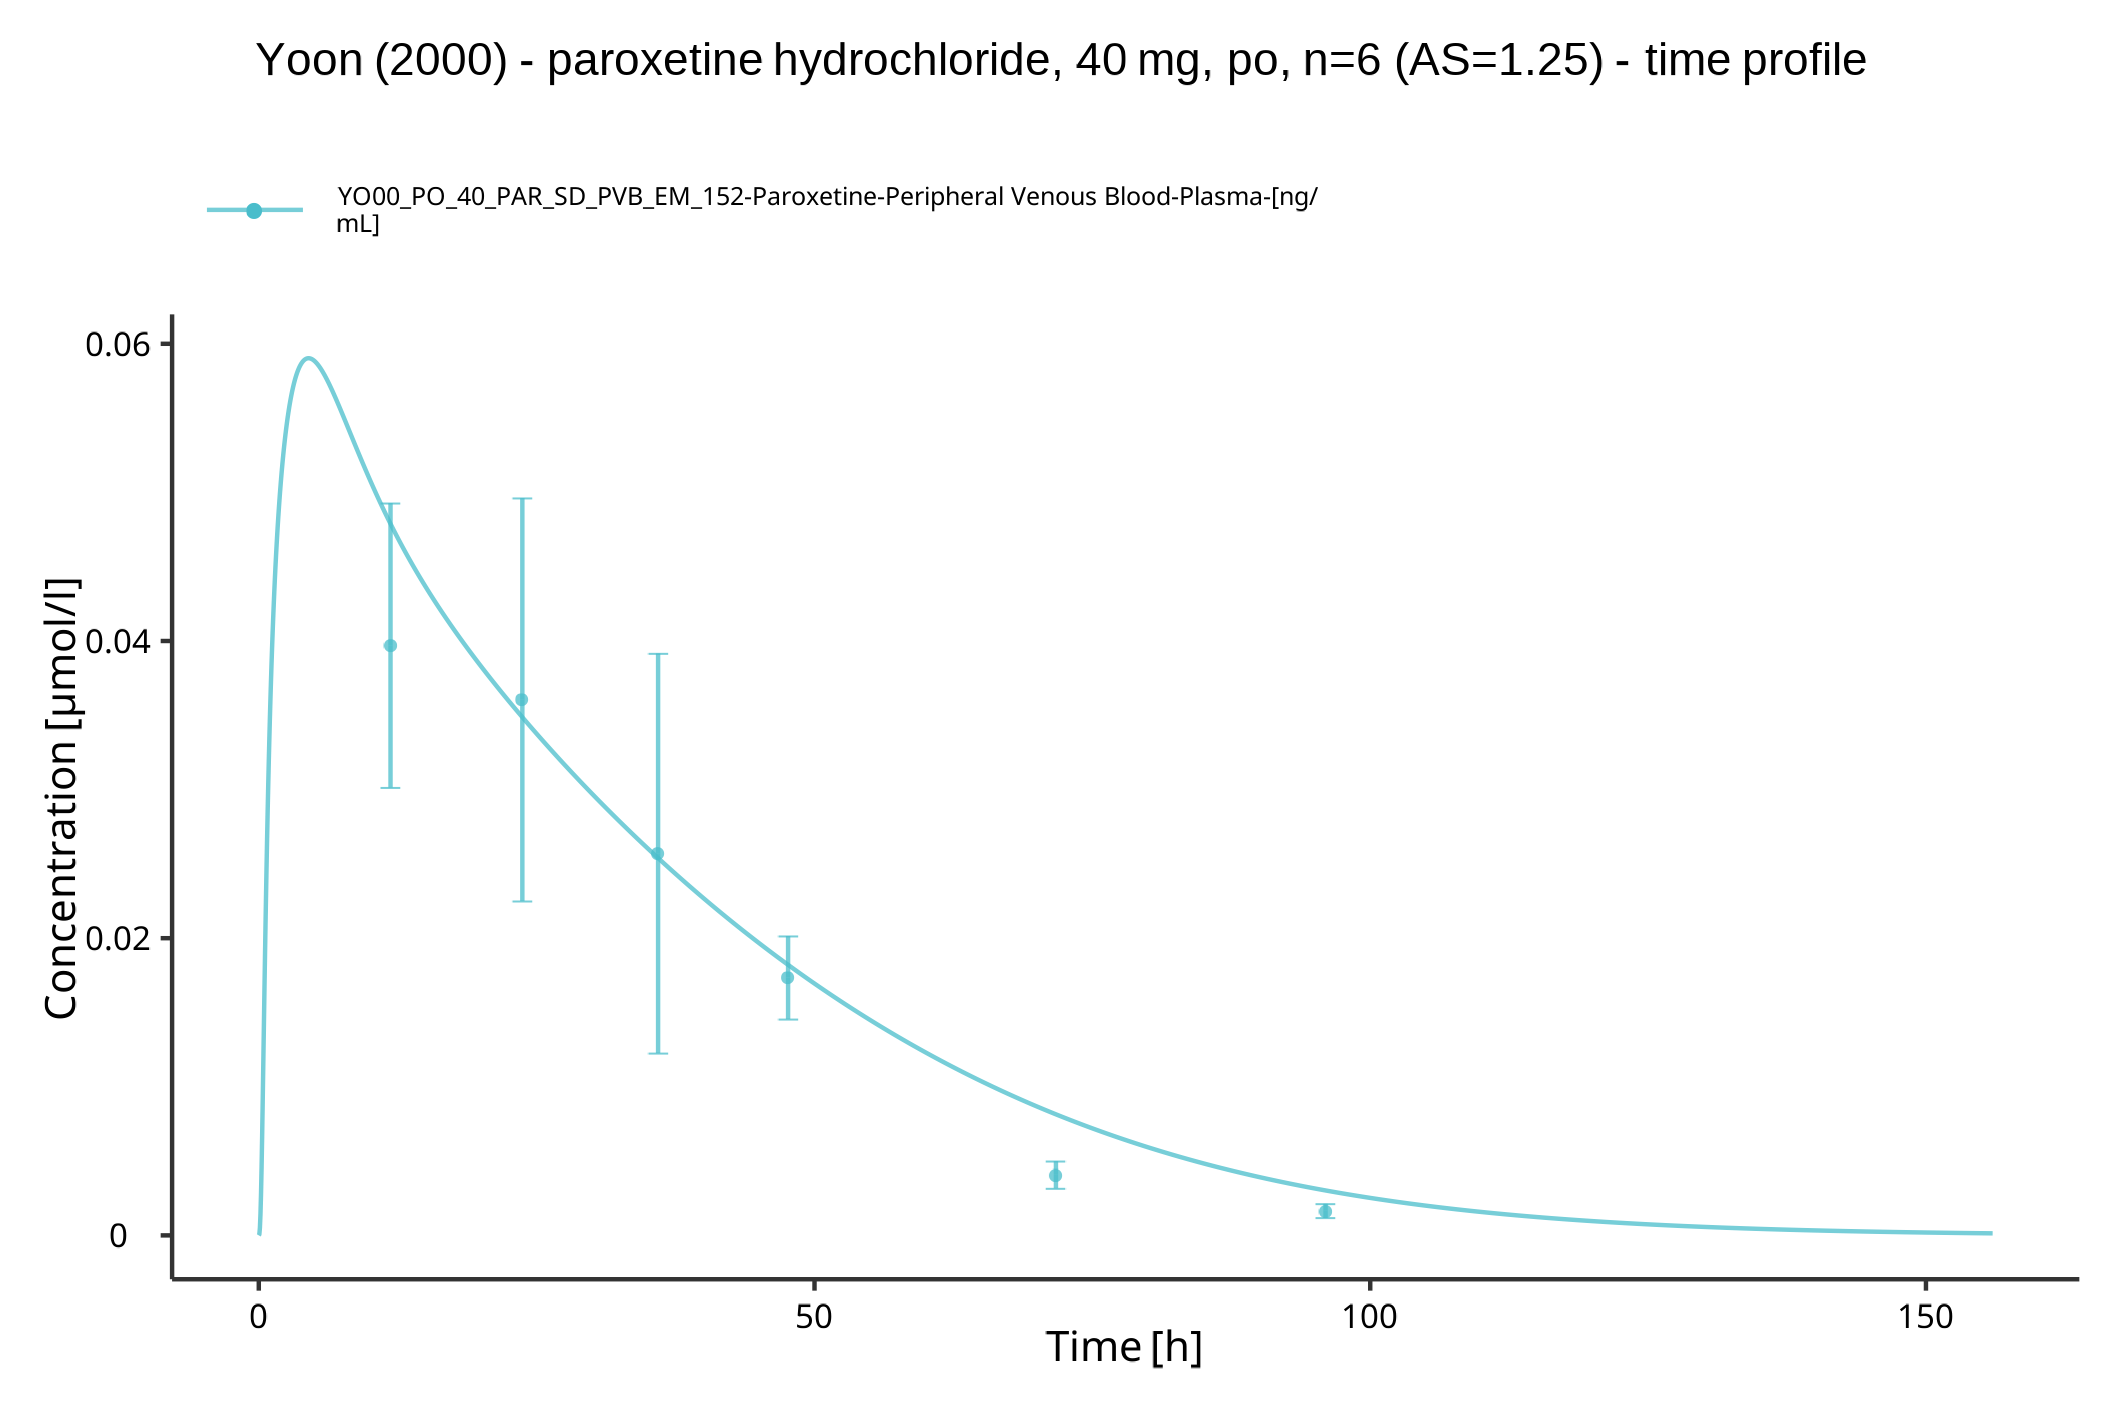 Yoon (2000) - paroxetine hydrochloride, 40 mg, po, n=6 (AS=1.25) - time profile
YO00_PO_40_PAR_SD_PVB_EM_152-Paroxetine-Peripheral Venous Blood-Plasma-[ng/
mL]
Concentration [µmol/l]
0.06
0.04
0.02
0
0 50 100 150
Time [h]